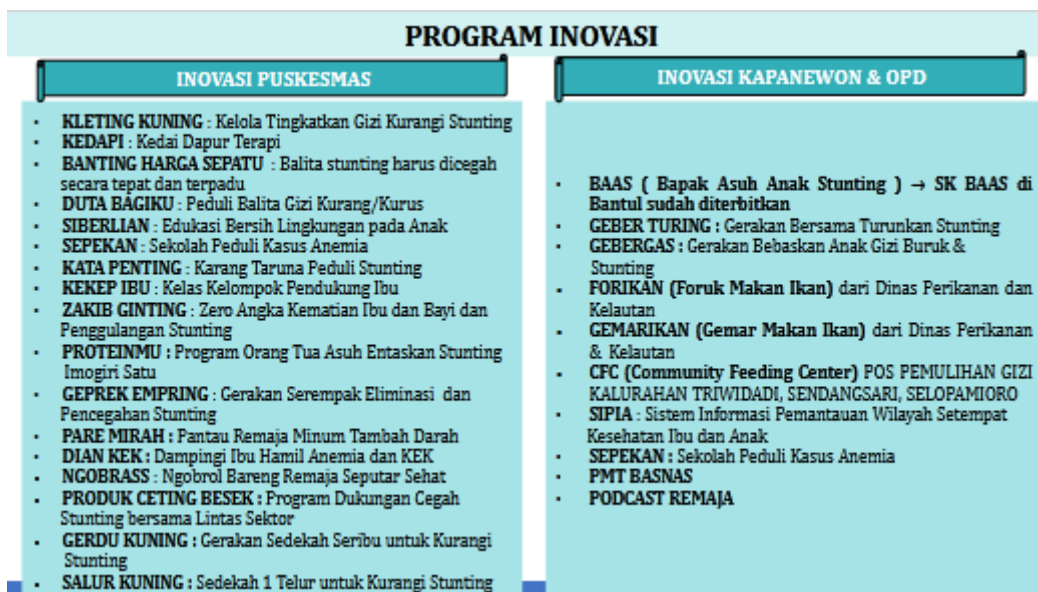 PROGRAM INOVASI
INOVASI PUSKESMAS
• KLETING KUNING : Kelola Tingkatkan Gizi Kurangi Stunting
• KEDAPI : Kedai Dapur Terapi
• BANTING HARGA SEPATU : Balita stunting harus dicegah
secara tepat dan terpadu
• DUTA BAGIKU : Peduli Balita Gizi Kurang/Kurus
• SIBERLIAN : Edukasi Bersih Lingkungan pada Anak
• SEPEKAN : Sekolah Peduli Kasus Anemia
• KATA PENTING : Karang Taruna Peduli Stunting
• KEKEP IBU : Kelas Kelompok Pendukung Ibu
• ZAKIB GINTING : Zero Angka Kematian Ibu dan Bayi dan
Penggulangan Stunting
• PROTEINMU : Program Orang Tua Asuh Entaskan Stunting
Imogiri Satu
• GEPREK EMPRING : Gerakan Serempak Eliminasi dan
Pencegahan Stunting
• PARE MIRAH : Pantau Remaja Minum Tambah Darah
• DIAN KEK : Dampingi Ibu Hamil Anemia dan KEK
• NGOBRASS : Ngobrol Bareng Remaja Seputar Sehat
• PRODUK CETING BESEK : Program Dukungan Cegah
Stunting bersama Lintas Sektor
• GERDU KUNING : Gerakan Sedekah Seribu untuk Kurangi
Stunting
• SALUR KUNING : Sedekah 1 Telur untuk Kurangi Stunting
INOVASI KAPANEWON & OPD
• BAAS ( Bapak Asuh Anak Stunting ) → SK BAAS di
Bantul sudah diterbitkan
• GEBER TURING : Gerakan Bersama Turunkan Stunting
• GEBERGAS : Gerakan Bebaskan Anak Gizi Buruk &
Stunting
• FORIKAN (Foruk Makan Ikan) dari Dinas Perikanan dan
Kelautan
• GEMARIKAN (Gemar Makan Ikan) dari Dinas Perikanan
& Kelautan
• CFC (Community Feeding Center) POS PEMULIHAN GIZI
KALURAHAN TRIWIDADI, SENDANGSARI, SELOPAMIORO
• SIPIA : Sistem Informasi Pemantauan Wilayah Setempat
Kesehatan Ibu dan Anak
• SEPEKAN : Sekolah Peduli Kasus Anemia
• PMT BASNAS
• PODCAST REMAJA